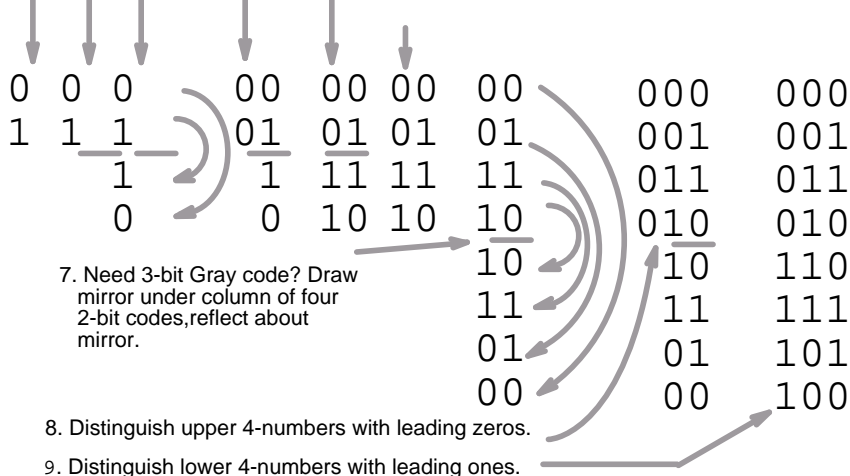 0 0 0 00 00 00 00 000 000
1 1 1 01 01 01 01 001 001
1 1 11 11 11 011 011
0 0 10 10 10 010 010
10 10 110
11 11 111
01 01 101
00 00 100
7. Need 3-bit Gray code? Draw
mirror under column of four
2-bit codes,reflect about
mirror.
8. Distinguish upper 4-numbers with leading zeros.
9. Distinguish lower 4-numbers with leading ones.